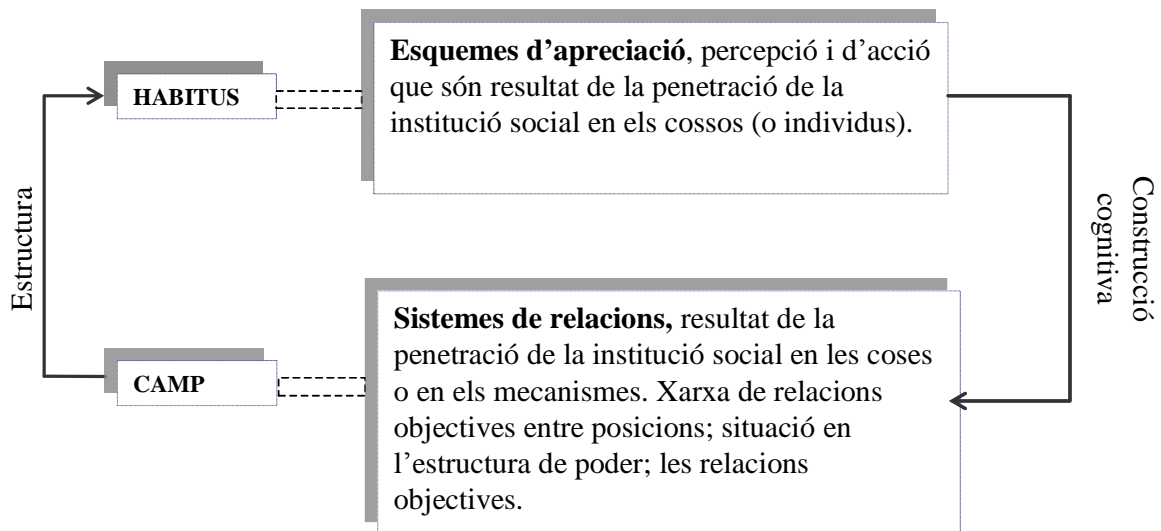 Esquemes d’apreciació, percepció i d’acció
que són resultat de la penetració de la
institució social en els cossos (o individus).
HABITUS
Estructura
Construcció
cognitiva
Sistemes de relacions, resultat de la
penetració de la institució social en les coses
o en els mecanismes. Xarxa de relacions
objectives entre posicions; situació en
l’estructura de poder; les relacions
objectives.
CAMP